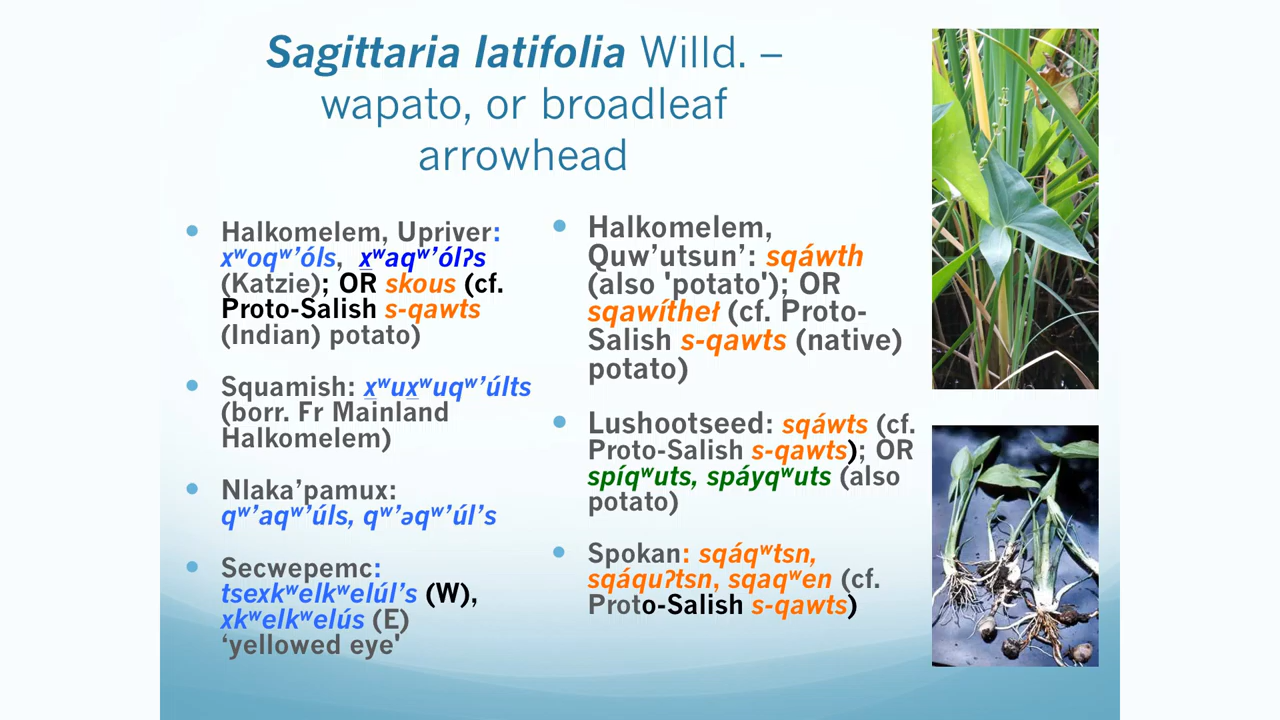 Sagittaria latifolia Willd. –
wapato, or broadleaf
arrowhead
• Halkomelem, Upriver:
xʷoqʷ’óls, x̲ʷaqʷ’ólʔs
(Katzie); OR skous (cf.
Proto-Salish s-qawts
(Indian) potato)
• Squamish: x̲ʷux̲ʷuqʷ’últs
(borr. Fr Mainland
Halkomelem)
• Nlaka’pamux:
qʷ’aqʷ’úls, qʷ’əqʷ’úl’s
• Secwepemc:
tsexkʷelkʷelúl’s (W),
xkʷelkʷelús (E)
‘yellowed eye'
• Halkomelem,
Quw’utsun’: sqáwth
(also 'potato'); OR
sqawítheł (cf. Proto-
Salish s-qawts (native)
potato)
• Lushootseed: sqáwts (cf.
Proto-Salish s-qawts); OR
spíqʷuts, spáyqʷuts (also
potato)
• Spokan: sqáqʷtsn,
sqáquʔtsn, sqaqʷen (cf.
Proto-Salish s-qawts)